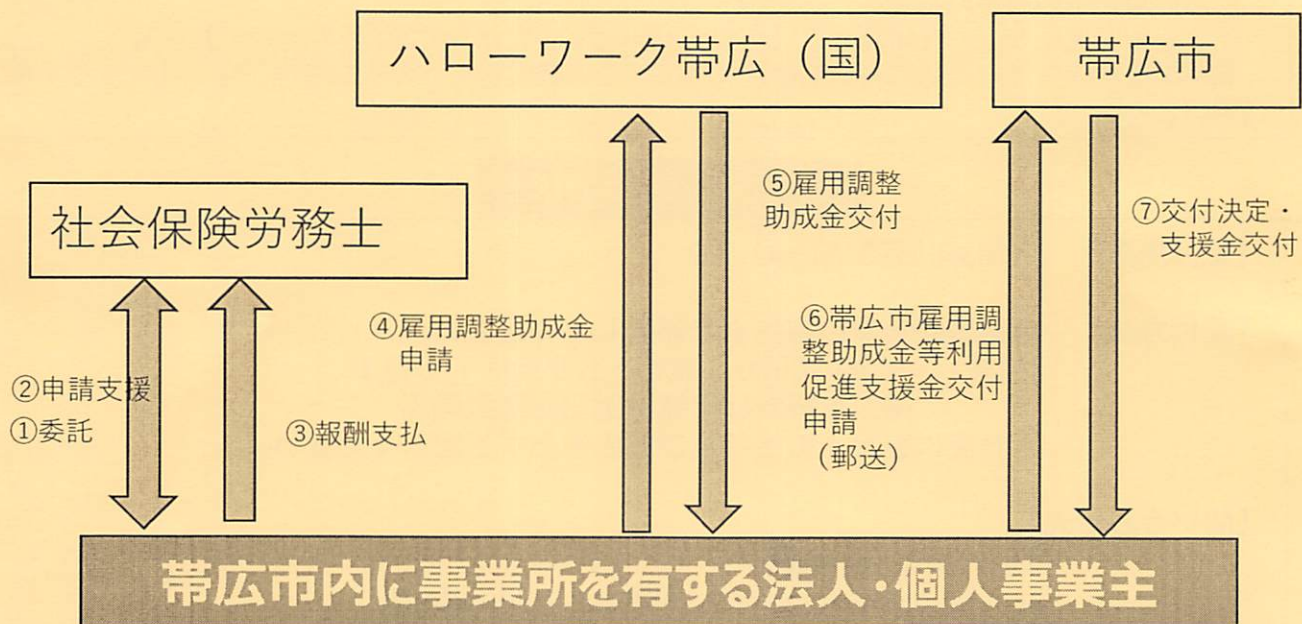 ハローワーク帯広（国）
帯広市
社会保険労務士
②申請支援
①委託
③報酬支払
④雇用調整助成金
申請
⑤雇用調整
助成金交付
⑥帯広市雇用調
整助成金等利用
促進支援金交付
申請
（郵送）
⑦交付決定・
支援金交付
帯広市内に事業所を有する法人・個人事業主